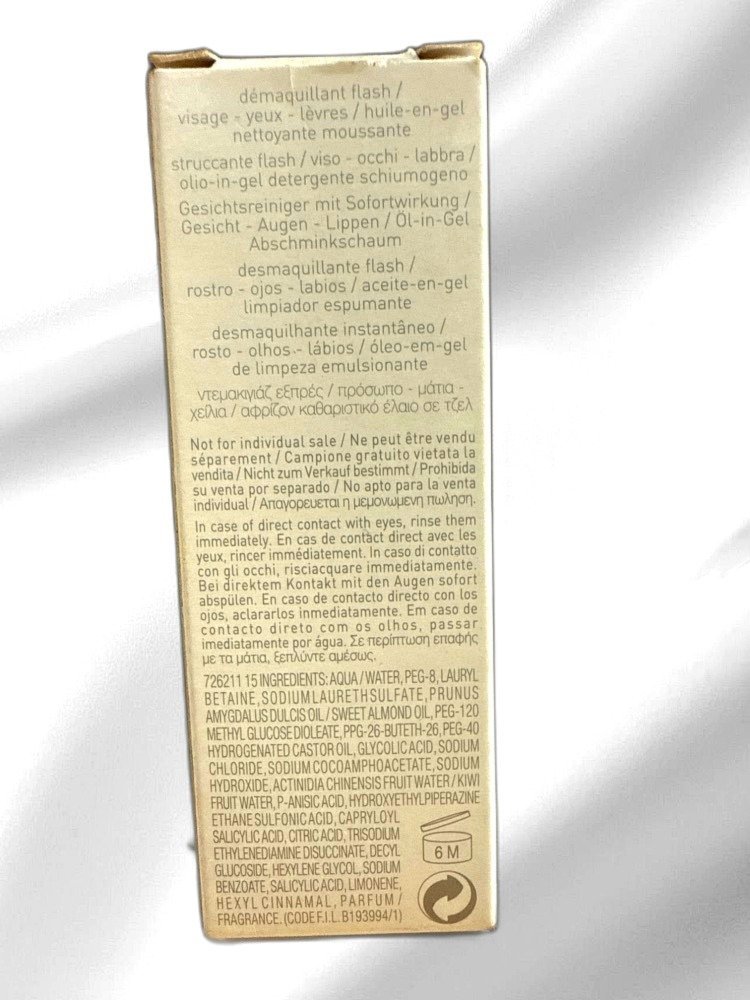 démaquillant flash /
visage - yeux - lèvres / huile-en-gel
nettoyante moussante
struccante flash / viso - occhi - labbra /
olio-in-gel detergente schiumogeno
Gesichtsreiniger mit Sofortwirkung /
Gesicht - Augen - Lippen / Öl-in-Gel
Abschminkschaum
desmaquillante flash /
rostro - ojos - labios / aceite-en-gel
limpiador espumante
desmaquilhante instantâneo /
rosto - olhos - lábios / óleo-em-gel
de limpeza emulsionante
ντεμακιγιάζ εξπρές / πρόσωπο - μάτια -
χείλια / αφρίζον καθαριστικό έλαιο σε τζελ
Not for individual sale / Ne peut être vendu
séparement / Campione gratuito vietata la
vendita / Nicht zum Verkauf bestimmt / Prohibida
su venta por separado / No apto para la venta
individual / Απαγορευεται η μεμονωμενη πωληση.
In case of direct contact with eyes, rinse them
immediately. En cas de contact direct avec les
yeux, rincer immédiatement. In caso di contatto
con gli occhi, risciacquare immediatamente.
Bei direktem Kontakt mit den Augen sofort
abspülen. En caso de contacto directo con los
ojos, aclararlos inmediatamente. Em caso de
contacto direto com os olhos, passar
imediatamente por água. Σε περίπτωση επαφής
με τα μάτια, ξεπλύντε αμέσως.
726211 15 INGREDIENTS: AQUA / WATER, PEG-8, LAURYL
BETAINE, SODIUM LAURETH SULFATE, PRUNUS
AMYGDALUS DULCIS OIL / SWEET ALMOND OIL, PEG-120
METHYL GLUCOSE DIOLEATE, PPG-26-BUTETH-26, PEG-40
HYDROGENATED CASTOR OIL, GLYCOLIC ACID, SODIUM
CHLORIDE, SODIUM COCOAMPHOACETATE, SODIUM
HYDROXIDE, ACTINIDIA CHINENSIS FRUIT WATER / KIWI
FRUIT WATER, P-ANISIC ACID, HYDROXYETHYLPIPERAZINE
ETHANE SULFONIC ACID, CAPRYLOYL
SALICYLIC ACID, CITRIC ACID, TRISODIUM
ETHYLENEDIAMINE DISUCCINATE, DECYL
GLUCOSIDE, HEXYLENE GLYCOL, SODIUM
BENZOATE, SALICYLIC ACID, LIMONENE,
HEXYL CINNAMAL, PARFUM /
FRAGRANCE. (CODE F.I.L. B193994/1)
6 M